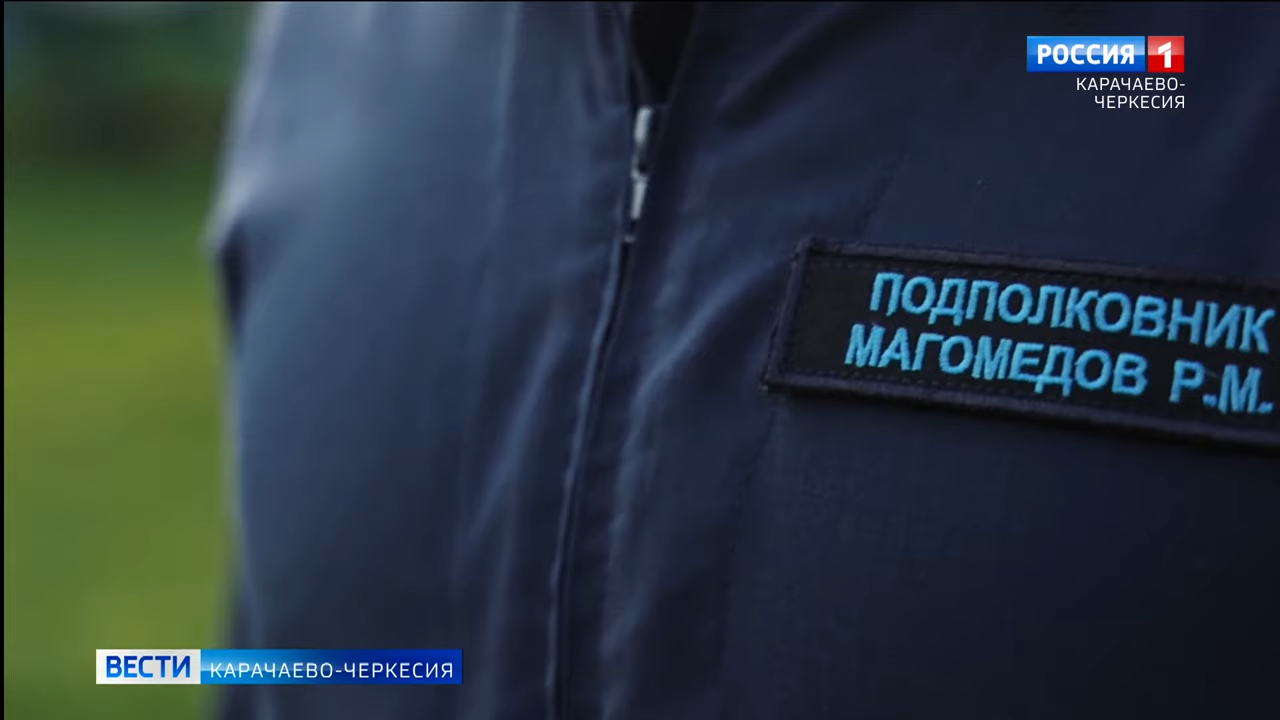 РОССИЯ 1
КАРАЧАЕВО-
ЧЕРКЕСИЯ
ПОДПОЛКОВНИК
МАГОМЕДОВ Р.М.
ВЕСТИ КАРАЧАЕВО-ЧЕРКЕСИЯ